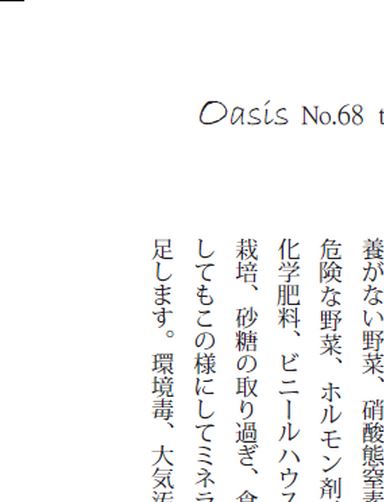 Oasis No.68 t
養がない野菜、硝酸態窒素
危険な野菜、ホルモン剤
化学肥料、ビニールハウス
栽培、砂糖の取り過ぎ、食
してもこの様にしてミネラ
足します。環境毒、大気汚